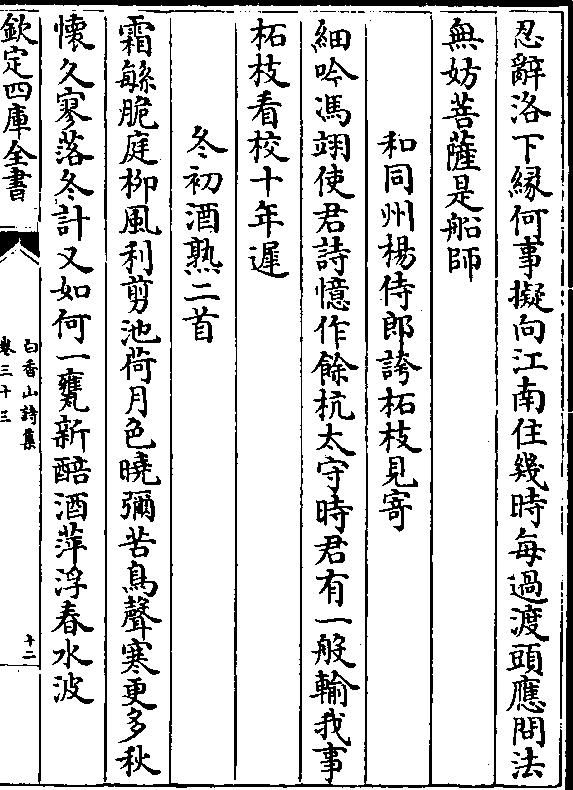 忍辭洛下縁何事擬向江南住幾時每過渡頭應問法
無妨菩薩是船師
和同州楊侍郎誇柘枝見寄
細吟馮翊使君詩憶作餘杭太守時君有一般輸我事
柘枝看校十年遲
冬初酒熟二首
霜繁脆庭柳風利剪池荷月色曉彌苦鳥聲寒更多秋
懷久寥落冬計又如何一甕新醅酒萍浮春水波
欽定四庫全書
白香山詩集
卷三十三
十二